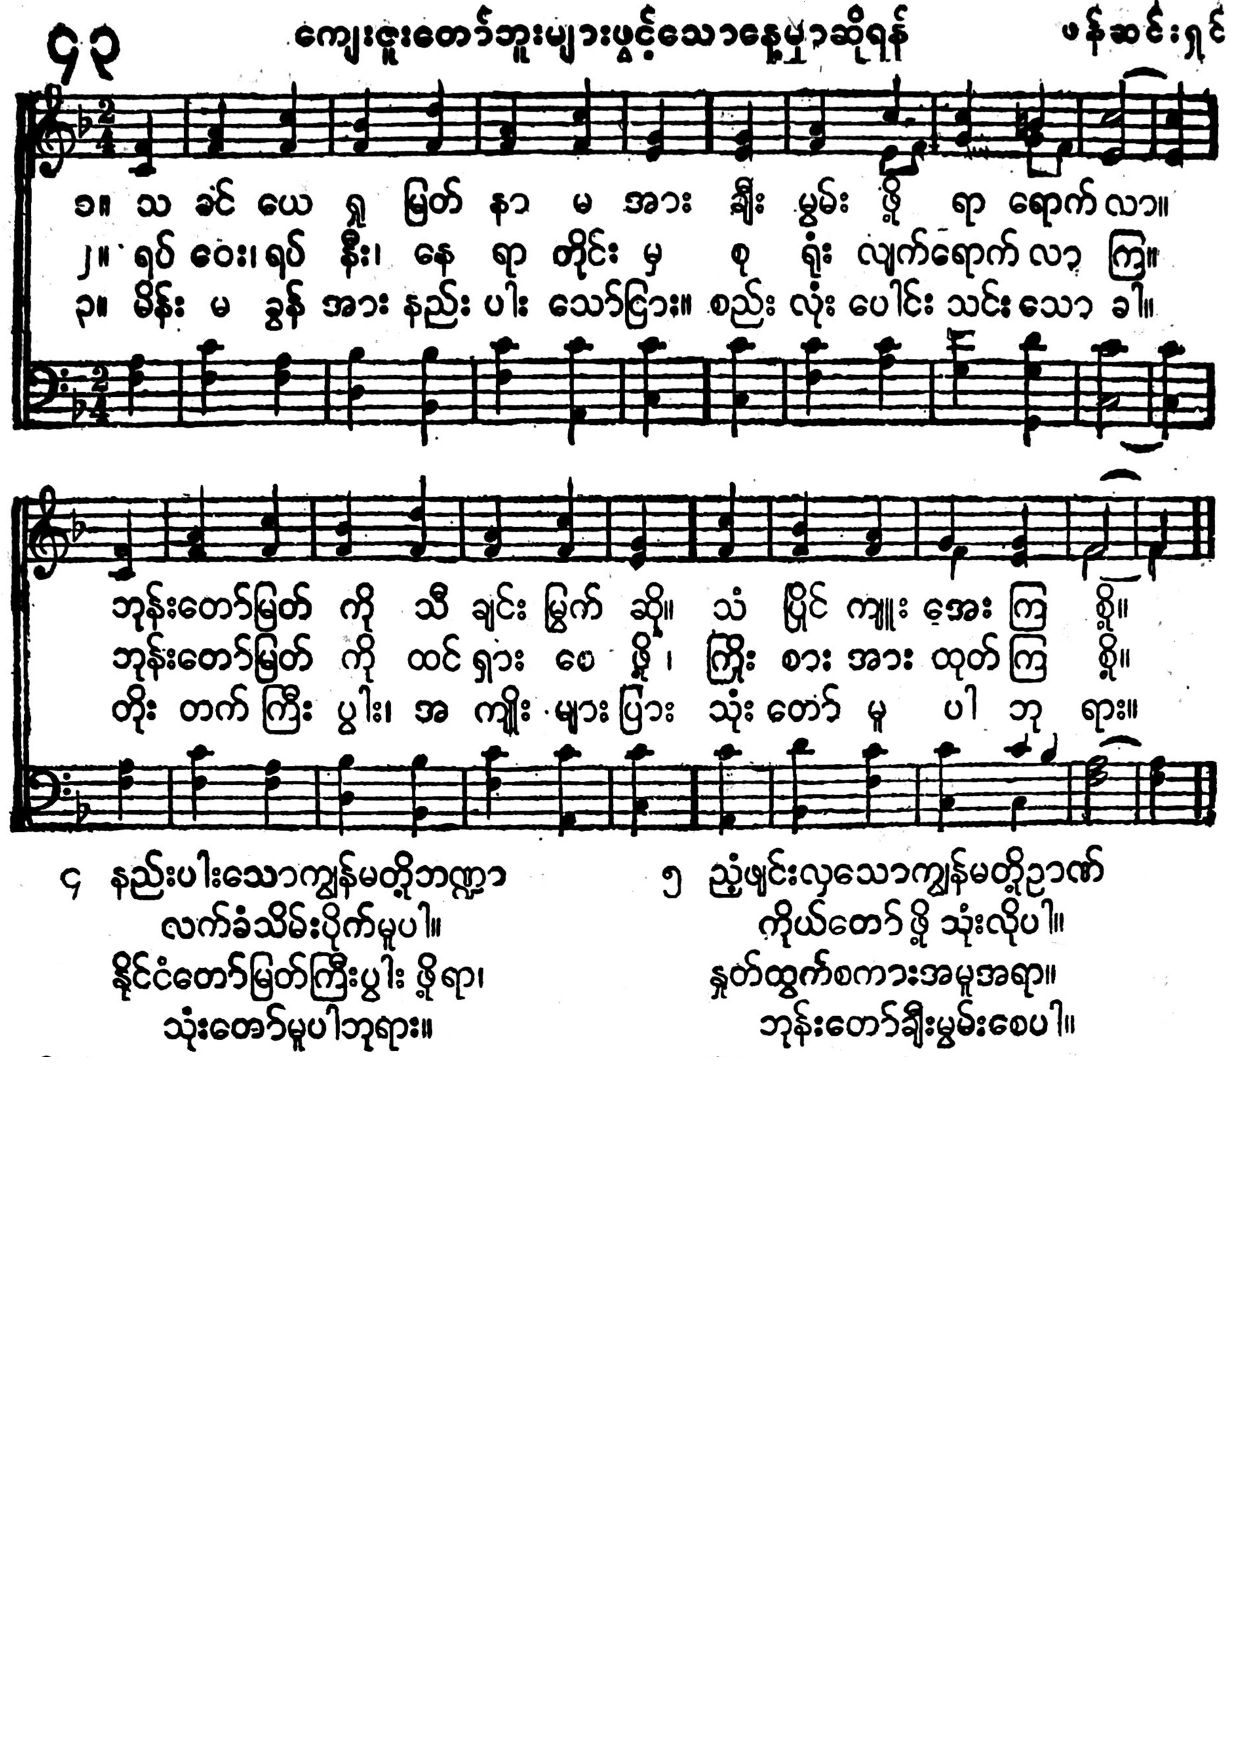 ၄၃ ကျေးဇူးတော်ဘူးများဖွင့်သောနေ့မှာဆိုရန် ဖန်ဆင်းရှင်
2 4
၁။ သ ခင် ယေ ရှု မြတ် နာ မ အား ချီး မွမ်း ဖို့ ရာ ရောက် လာ။
၂။ ရပ် ဝေး၊ ရပ် နီး၊ နေ ရာ တိုင်း မှ စု ရုံး လျက် ရောက် လာ ကြ။
၃။ မိန်း မ ခွန် အား နည်း ပါး သော်ငြား။ စည်း လုံး ပေါင်း သင်း သော ခါ။
2 4
ဘုန်းတော်မြတ် ကို သီ ချင်း မြွက် ဆို။ သံ ပြိုင် ကျူး အေး ကြ စို့။
ဘုန်းတော်မြတ် ကို ထင် ရှား စေ ဖို့၊ ကြိုး စား အား ထုတ် ကြ စို့။
တိုး တက် ကြီး ပွါး၊ အ ကျိုး များ ပြား သုံး တော် မူ ပါ ဘု ရား။
၄ နည်းပါးသောကျွန်မတို့ဘဏ္ဍာ
လက်ခံသိမ်းပိုက်မူပါ။
နိုင်ငံတော်မြတ်ကြီးပွါး ဖို့ရာ၊
သုံးတော်မူပါဘုရား။
၅ ညံ့ဖျင်းလှသောကျွန်မတို့ဉာဏ်
ကိုယ်တော် ဖို့ သုံးလိုပါ။
နှုတ်ထွက်စကားအမူအရာ။
ဘုန်းတော်ချီးမွမ်းစေပါ။